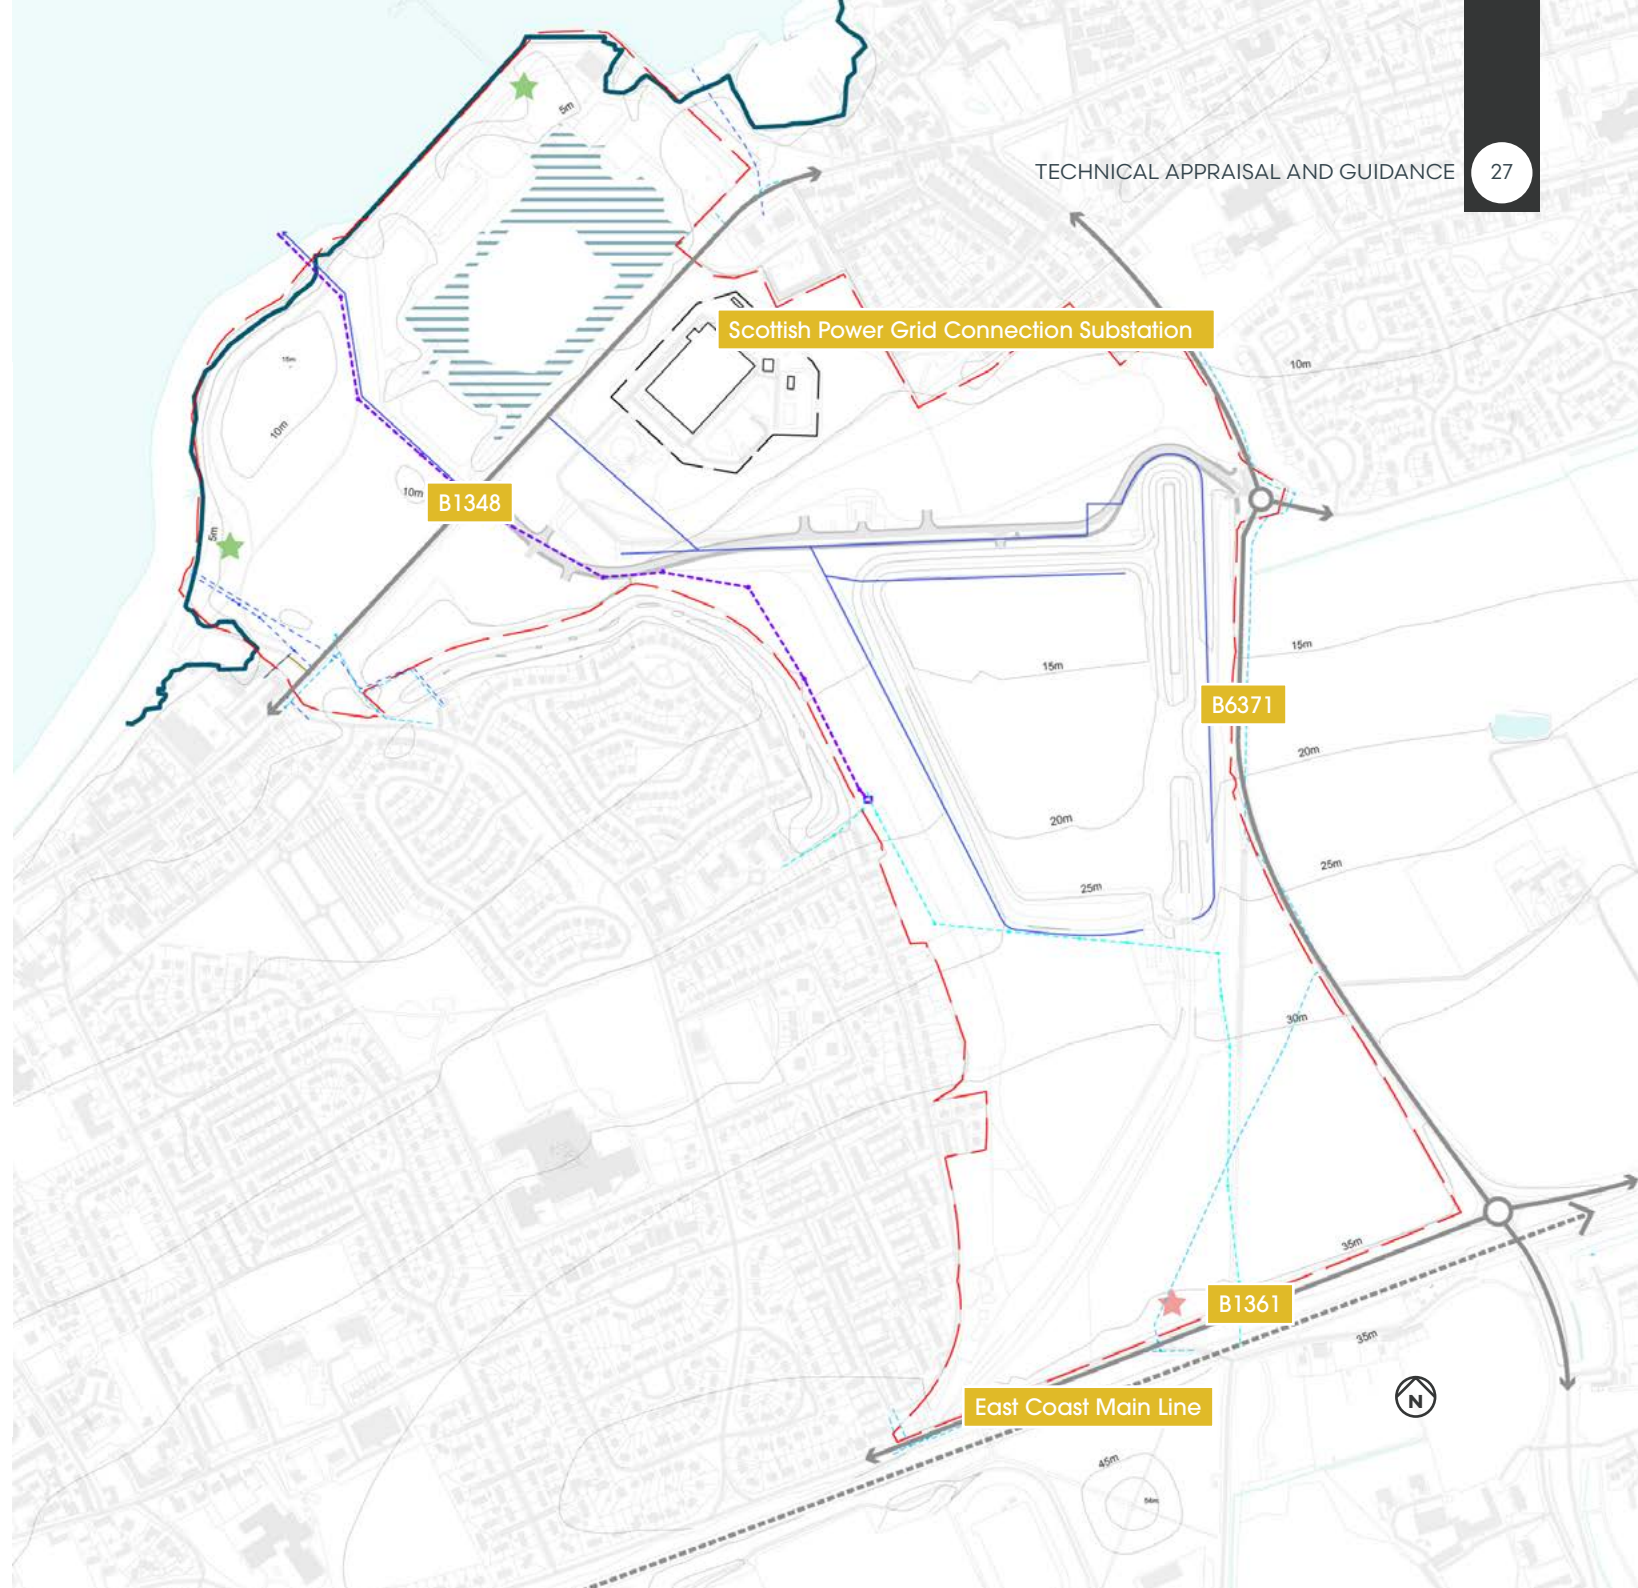 TECHNICAL APPRAISAL AND GUIDANCE 27
5m
Scottish Power Grid Connection Substation
15m
10m
10m
10m
B1348
5m
15m
15m
B6371
20m
20m
25m
25m
30m
35m
B1361
35m
East Coast Main Line
N
45m